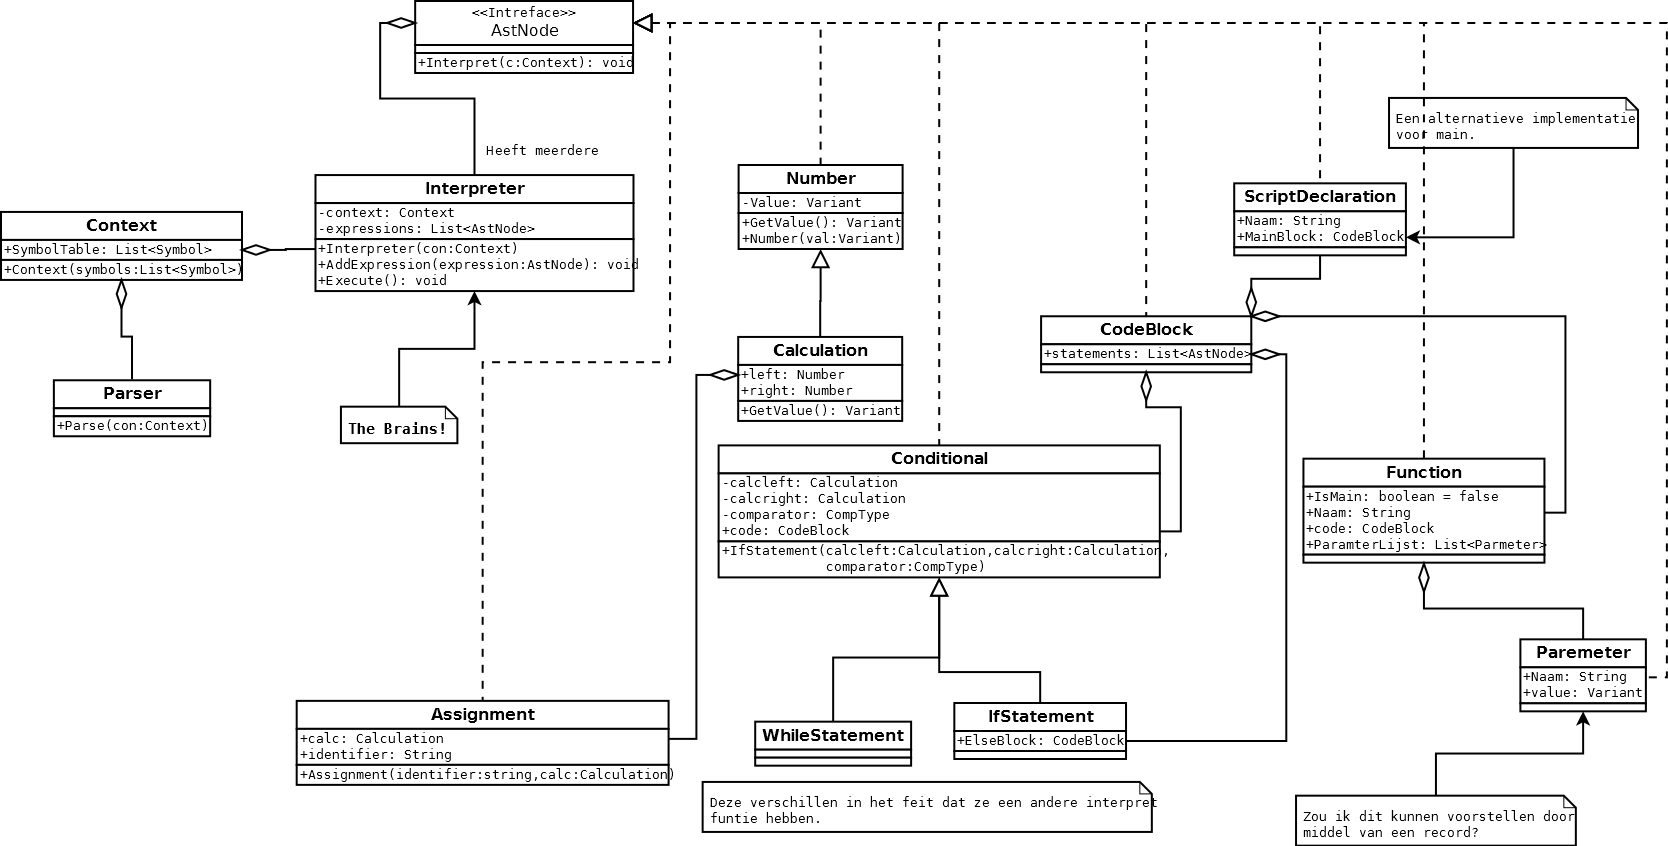 <<Intreface>>
AstNode
+Interpret(c:Context): void
Heeft meerdere
Interpreter
-context: Context
-expressions: List<AstNode>
+Interpreter(con:Context)
+AddExpression(expression:AstNode): void
+Execute(): void
Context
+SymbolTable: List<Symbol>
+Context(symbols:List<Symbol>)
Parser
+Parse(con:Context)
The Brains!
Number
-Value: Variant
+GetValue(): Variant
+Number(val:Variant)
Calculation
+left: Number
+right: Number
+GetValue(): Variant
Een alternatieve implementatie
voor main.
ScriptDeclaration
+Naam: String
+MainBlock: CodeBlock
CodeBlock
+statements: List<AstNode>
Conditional
-calcleft: Calculation
-calcright: Calculation
-comparator: CompType
+code: CodeBlock
+IfStatement(calcleft:Calculation,calcright:Calculation,
comparator:CompType)
Function
+IsMain: boolean = false
+Naam: String
+code: CodeBlock
+ParamterLijst: List<Parmeter>
Paremeter
+Naam: String
+value: Variant
Assignment
+calc: Calculation
+identifier: String
+Assignment(identifier:string,calc:Calculation)
WhileStatement
IfStatement
+ElseBlock: CodeBlock
Deze verschillen in het feit dat ze een andere interpret
funtie hebben.
Zou ik dit kunnen voorstellen door
middel van een record?